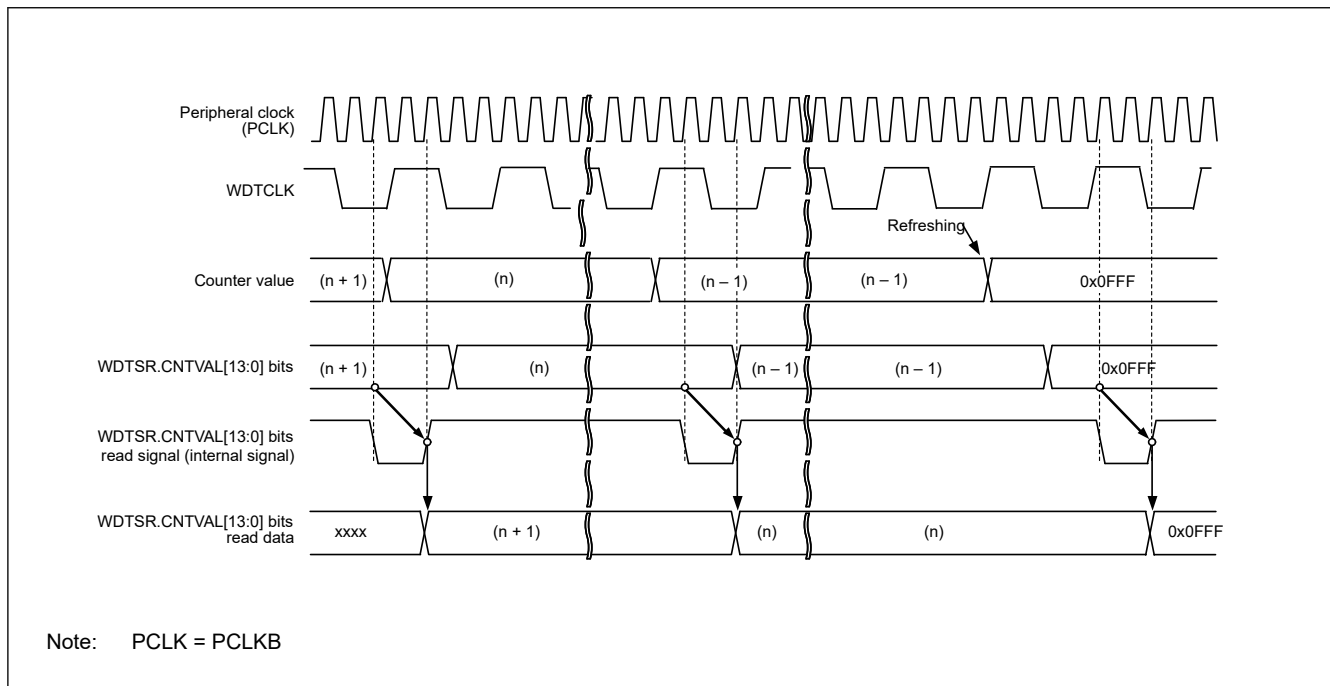 Peripheral clock
(PCLK)
WDTCLK
Refreshing
Counter value
(n + 1)
(n)
(n – 1)
(n – 1)
0x0FFF
WDTSR.CNTVAL[13:0] bits
(n + 1)
(n)
(n – 1)
(n – 1)
0x0FFF
WDTSR.CNTVAL[13:0] bits
read signal (internal signal)
WDTSR.CNTVAL[13:0] bits
read data
xxxx
(n + 1)
(n)
(n)
0x0FFF
Note: PCLK = PCLKB